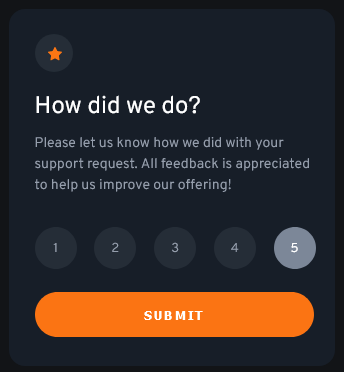 How did we do?
Please let us know how we did with your
support request. All feedback is appreciated
to help us improve our offering!
1 2 3 4 5
SUBMIT